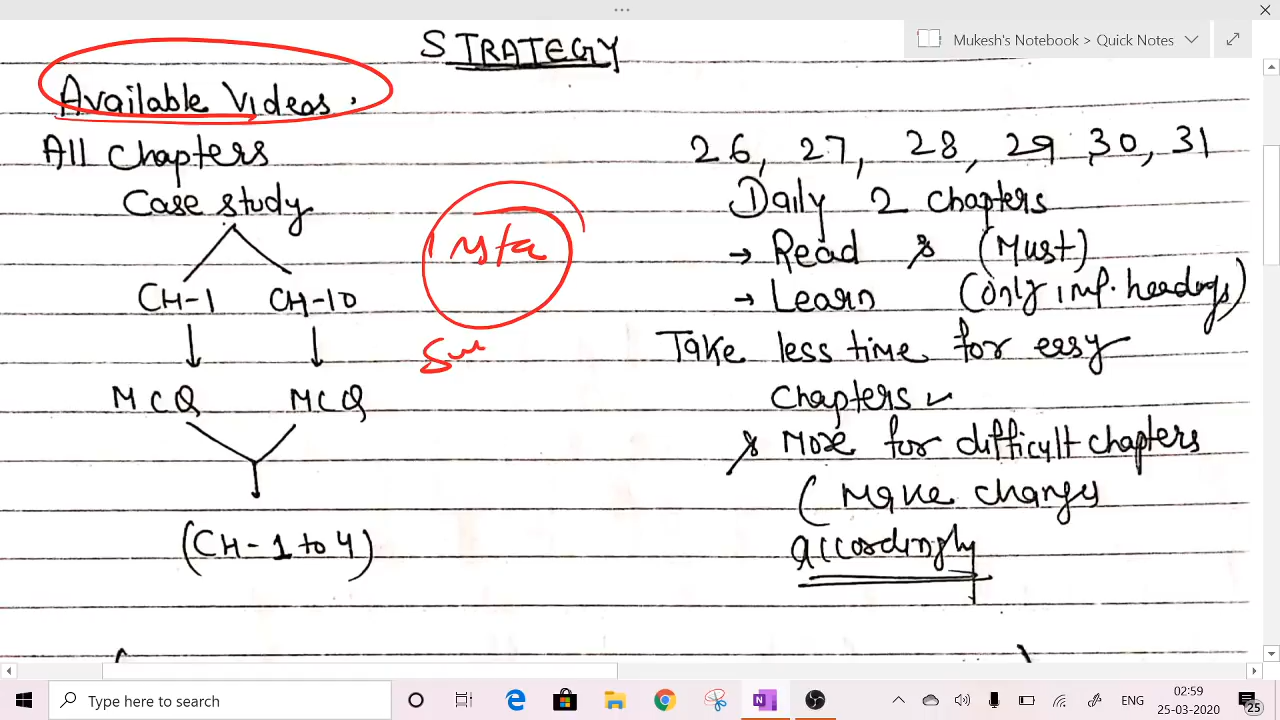 Mukesh's Notebook > Quick Notes
STRATEGY
Available Videos.
All Chapters
Case study
CH-1 CH-10
MCQ MCQ
(CH-1 to 4)
26, 27, 28, 29, 30, 31
Daily 2 chapters
→ Read & (Must)
→ Learn (only imp. headings)
Take less time for easy
chapters ✓
& More for difficult chapters
(Make changes
accordingly
Type here to search
ENG
02:59
25-03-2020
25